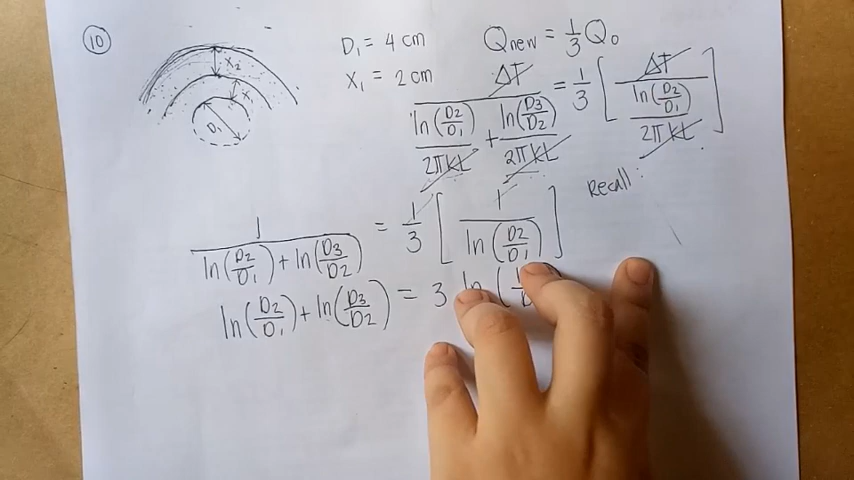 10
D₁ = 4 cm
X₁ = 2 cm
Qnew = 1/3 Q₀
X₂
X
D₁
ΔT / (ln(D2/D1)/2πKL + ln(D3/D2)/2πKL) = 1/3 [ΔT / (ln(D2/D1)/2πKL)]
Recall:
1 / (ln(D2/D1) + ln(D3/D2)) = 1/3 [1 / ln(D2/D1)]
ln(D2/D1) + ln(D3/D2) = 3 ln(